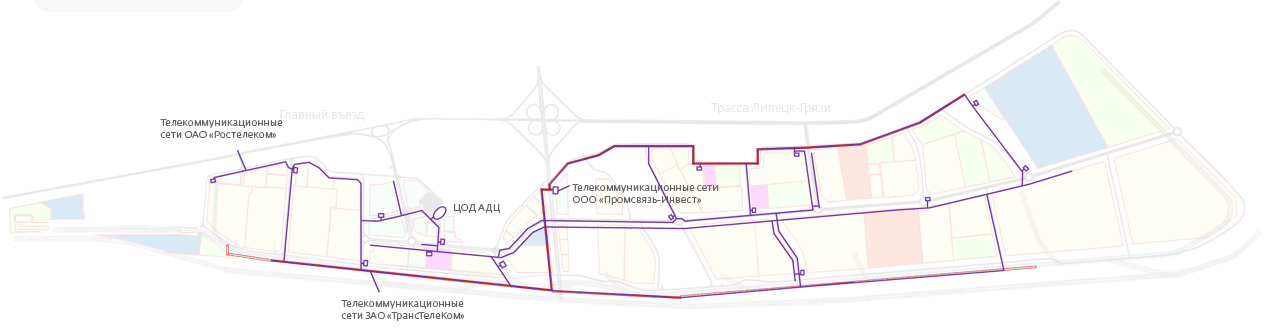 Главный въезд
Трасса Липецк-Грязи
Телекоммуникационные
сети ОАО «Ростелеком»
Телекоммуникационные сети
ООО «Промсвязь-Инвест»
ЦОД АДЦ
Телекоммуникационные
сети ЗАО «ТрансТелеКом»